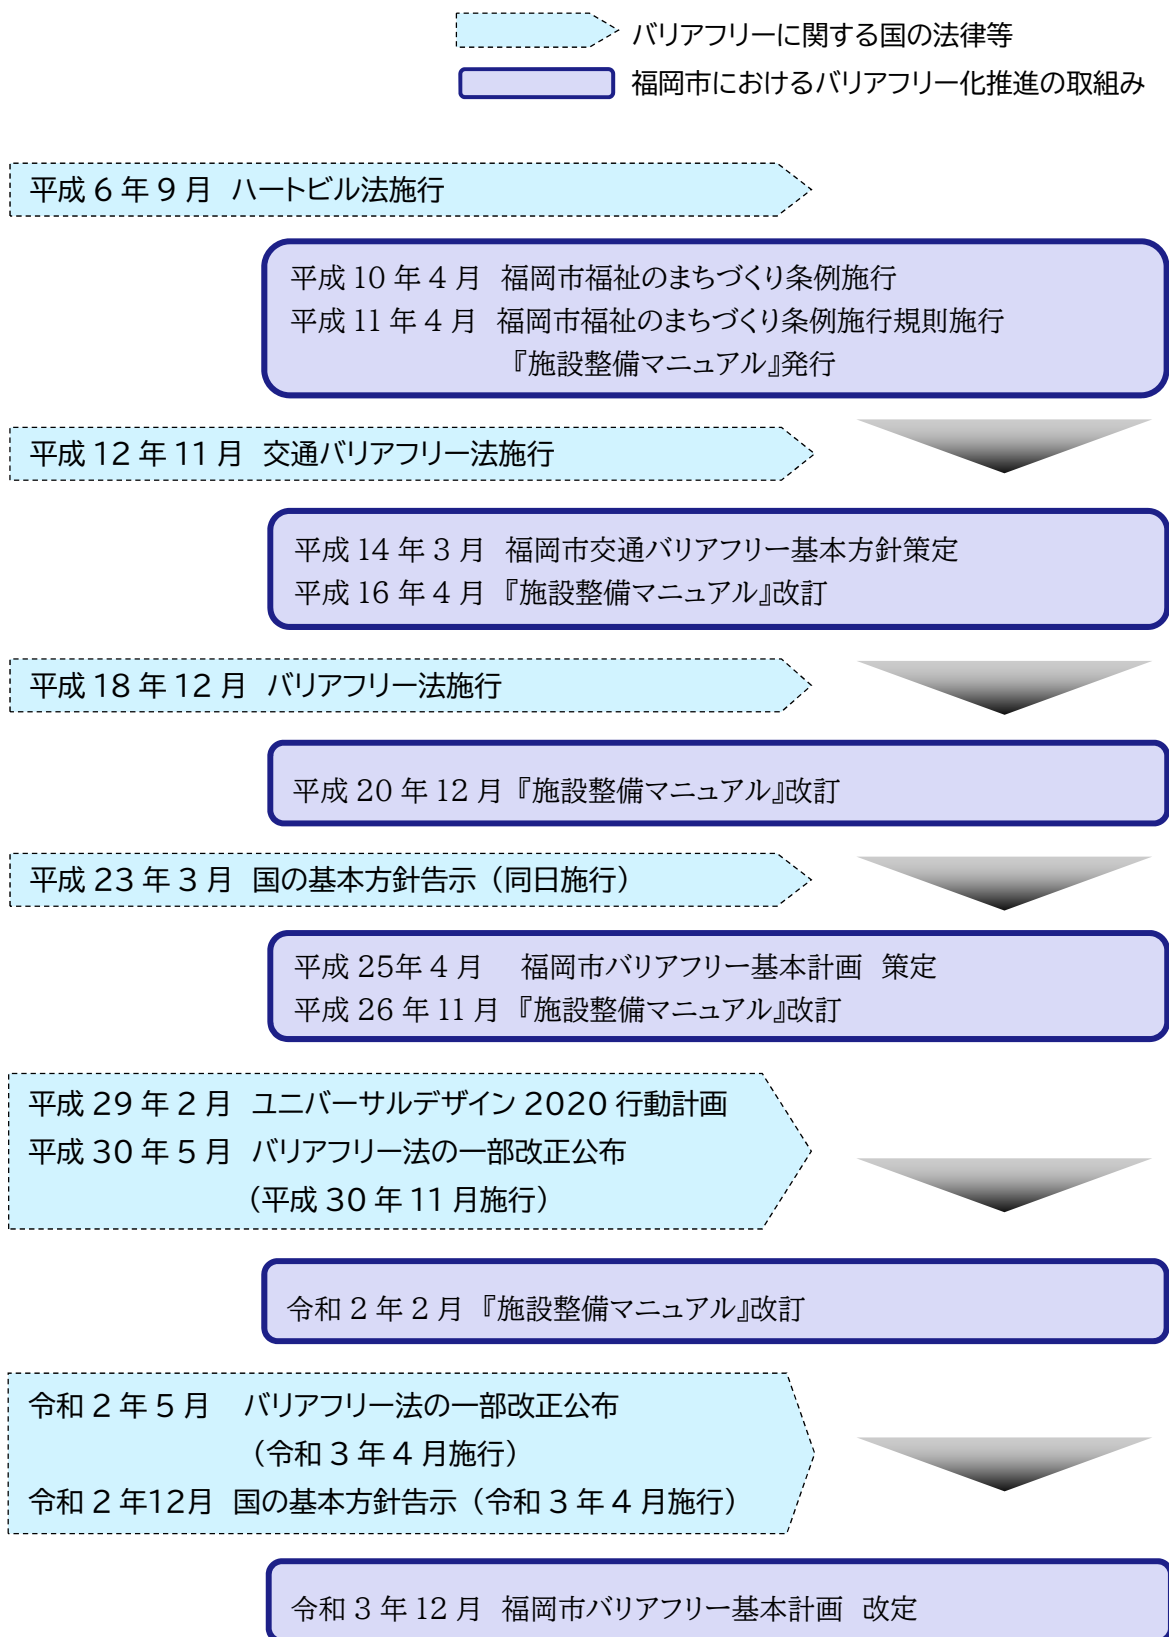 バリアフリーに関する国の法律等
福岡市におけるバリアフリー化推進の取組み
平成６年９月　ハートビル法施行
平成 10 年４月　福岡市福祉のまちづくり条例施行
平成 11 年４月　福岡市福祉のまちづくり条例施行規則施行
『施設整備マニュアル』発行
平成 12 年 11 月　交通バリアフリー法施行
平成 14 年３月　福岡市交通バリアフリー基本方針策定
平成 16 年４月 『施設整備マニュアル』改訂
平成 18 年 12 月　バリアフリー法施行
平成 20 年 12 月 『施設整備マニュアル』改訂
平成 23 年３月　国の基本方針告示（同日施行）
平成 25年４月　福岡市バリアフリー基本計画　策定
平成 26 年 11 月 『施設整備マニュアル』改訂
平成 29 年２月　ユニバーサルデザイン 2020 行動計画
平成 30 年５月　バリアフリー法の一部改正公布
（平成 30 年 11 月施行）
令和２年２月 『施設整備マニュアル』改訂
令和２年５月　バリアフリー法の一部改正公布
（令和３年４月施行）
令和２年12月　国の基本方針告示（令和３年４月施行）
令和３年 12 月　福岡市バリアフリー基本計画　改定